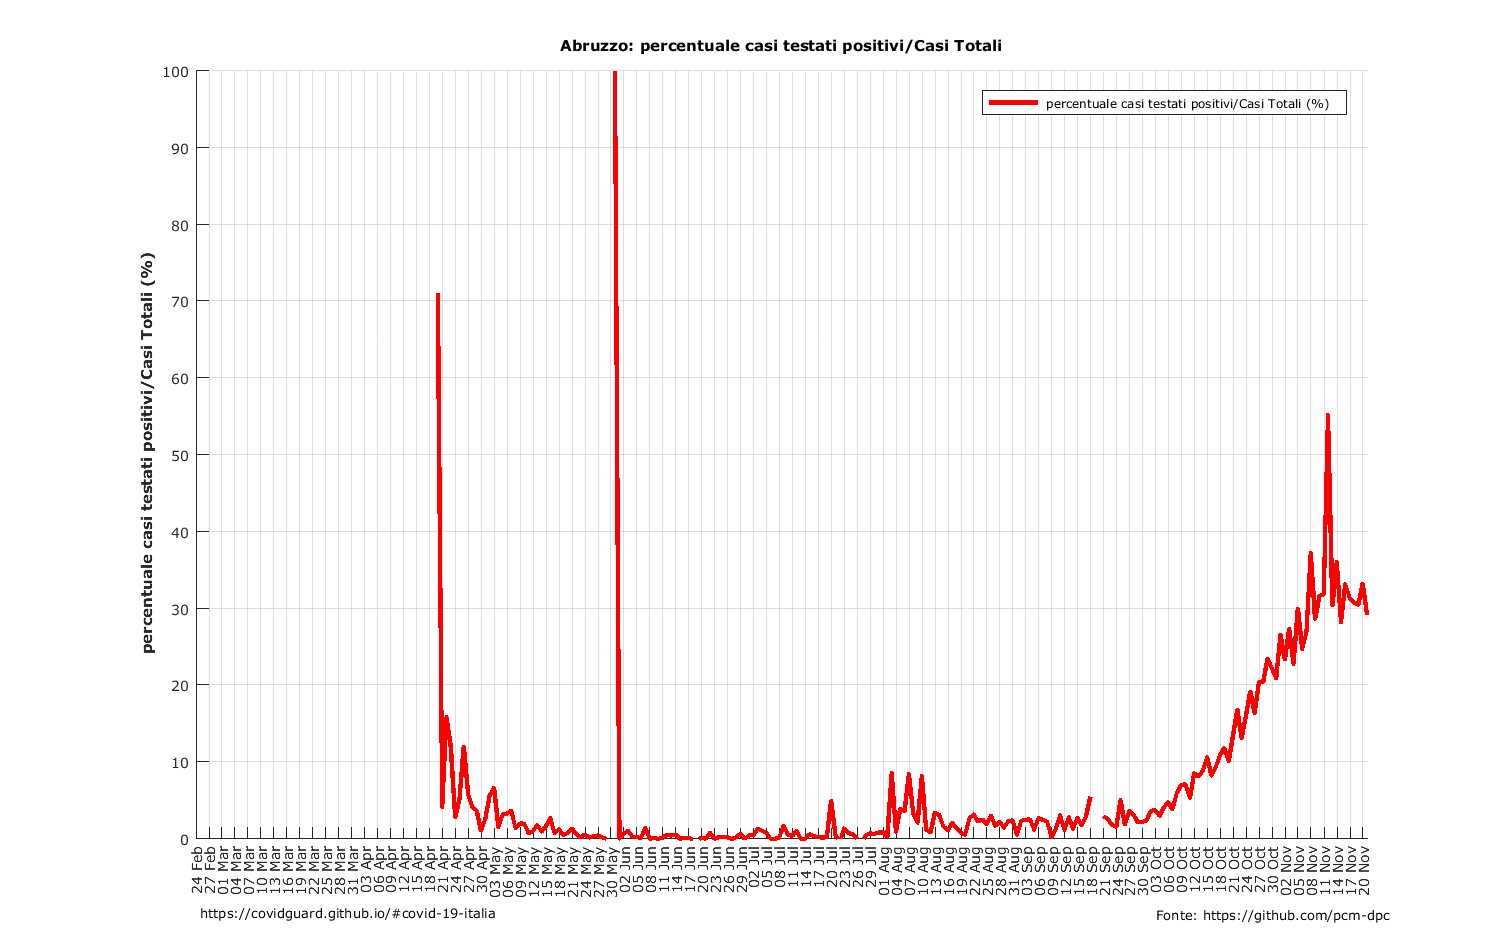 Abruzzo: percentuale casi testati positivi/Casi Totali
percentuale casi testati positivi/Casi Totali (%)
percentuale casi testati positivi/Casi Totali (%)
100
90
80
70
60
50
40
30
20
10
0
24 Feb
27 Feb
01 Mar
04 Mar
07 Mar
10 Mar
13 Mar
16 Mar
19 Mar
22 Mar
25 Mar
28 Mar
31 Mar
03 Apr
06 Apr
09 Apr
12 Apr
15 Apr
18 Apr
21 Apr
24 Apr
27 Apr
30 Apr
03 May
06 May
09 May
12 May
15 May
18 May
21 May
24 May
27 May
30 May
02 Jun
05 Jun
08 Jun
11 Jun
14 Jun
17 Jun
20 Jun
23 Jun
26 Jun
29 Jun
02 Jul
05 Jul
08 Jul
11 Jul
14 Jul
17 Jul
20 Jul
23 Jul
26 Jul
29 Jul
01 Aug
04 Aug
07 Aug
10 Aug
13 Aug
16 Aug
19 Aug
22 Aug
25 Aug
28 Aug
31 Aug
03 Sep
06 Sep
09 Sep
12 Sep
15 Sep
18 Sep
21 Sep
24 Sep
27 Sep
30 Sep
03 Oct
06 Oct
09 Oct
12 Oct
15 Oct
18 Oct
21 Oct
24 Oct
27 Oct
30 Oct
02 Nov
05 Nov
08 Nov
11 Nov
14 Nov
17 Nov
20 Nov
https://covidguard.github.io/#covid-19-italia
Fonte: https://github.com/pcm-dpc